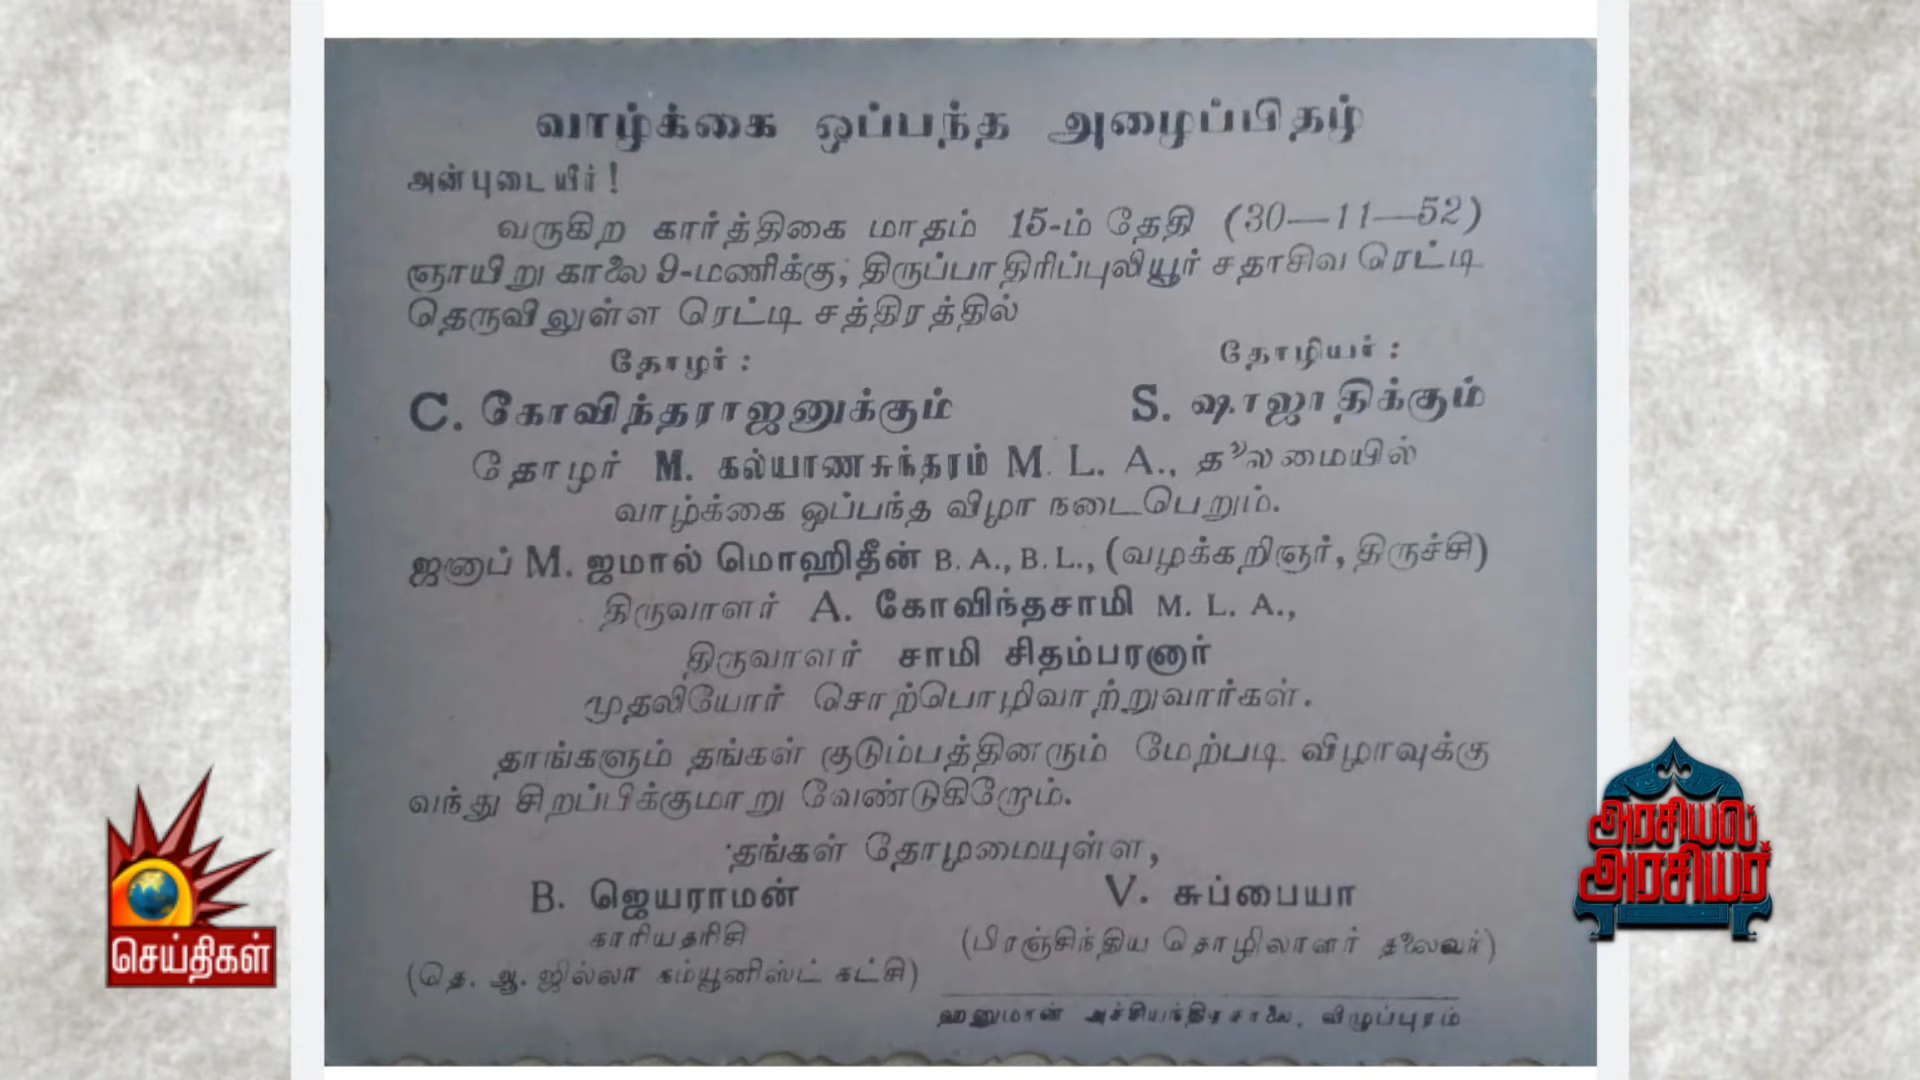 வாழ்க்கை ஒப்பந்த அழைப்பிதழ்
அன்புடையீர்!
வருகிற கார்த்திகை மாதம் 15-ம் தேதி (30—11—52)
ஞாயிறு காலை 9-மணிக்கு, திருப்பாதிரிப்புலியூர் சதாசிவ ரெட்டி
தெருவிலுள்ள ரெட்டி சத்திரத்தில்
தோழர் : தோழியர் :
C. கோவிந்தராஜனுக்கும் S. ஷாஜாதிக்கும்
தோழர் M. கல்யாணசுந்தரம் M. L. A., தலைமையில்
வாழ்க்கை ஒப்பந்த விழா நடைபெறும்.
ஜனாப் M. ஜமால் மொஹிதீன் B. A., B. L., (வழக்கறிஞர், திருச்சி)
திருவாளர் A. கோவிந்தசாமி M. L. A.,
திருவாளர் சாமி சிதம்பரனார்
முதலியோர் சொற்பொழிவாற்றுவார்கள்.
தாங்களும் தங்கள் குடும்பத்தினரும் மேற்படி விழாவுக்கு
வந்து சிறப்பிக்குமாறு வேண்டுகிறோம்.
தங்கள் தோழமையுள்ள,
B. ஜெயராமன் V. சுப்பையா
காரியதரிசி (பிரஞ்சிந்திய தொழிலாளர் தலைவர்)
(தெ. ஆ. ஜில்லா கம்யூனிஸ்ட் கட்சி)
ஹனுமான் அச்சியந்திரசாலை, விழுப்புரம்
செய்திகள்
அரசியல்
அரசியர்